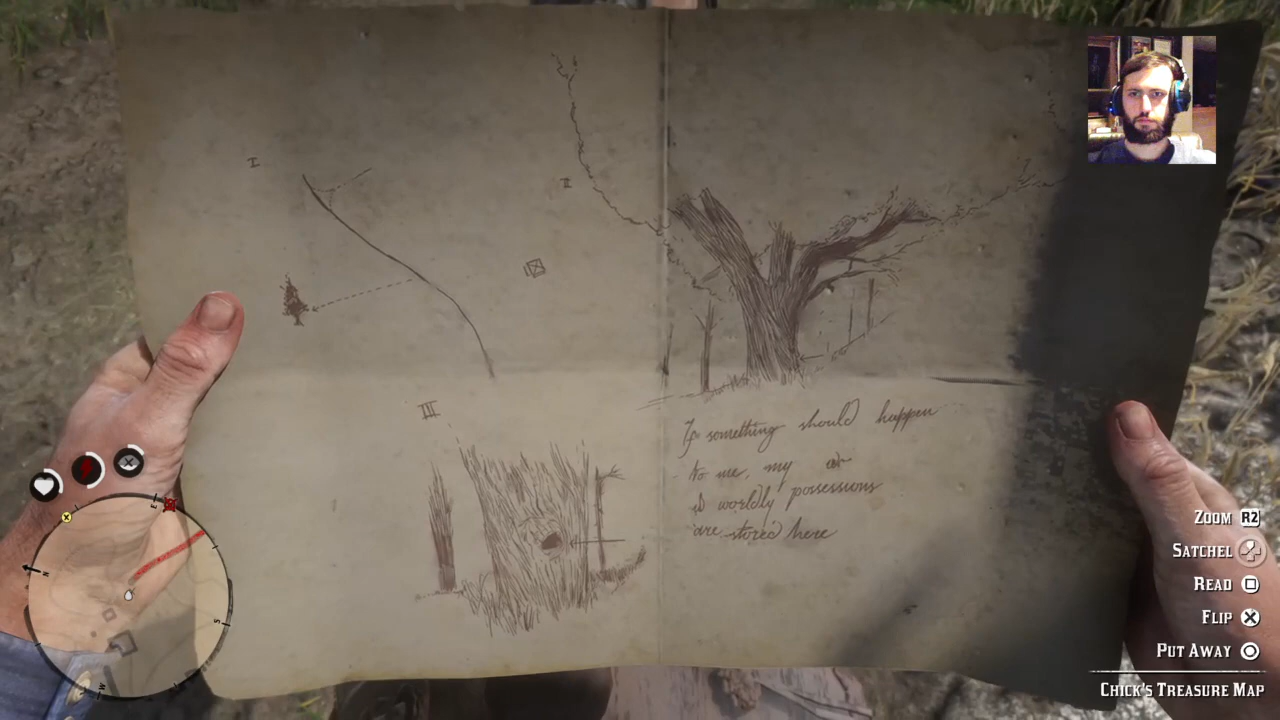 I
II
III
If something should happen
to me, my
worldly possessions
are stored here
E
N
S
W
ZOOM R2
SATCHEL
READ
FLIP
PUT AWAY
CHICK'S TREASURE MAP